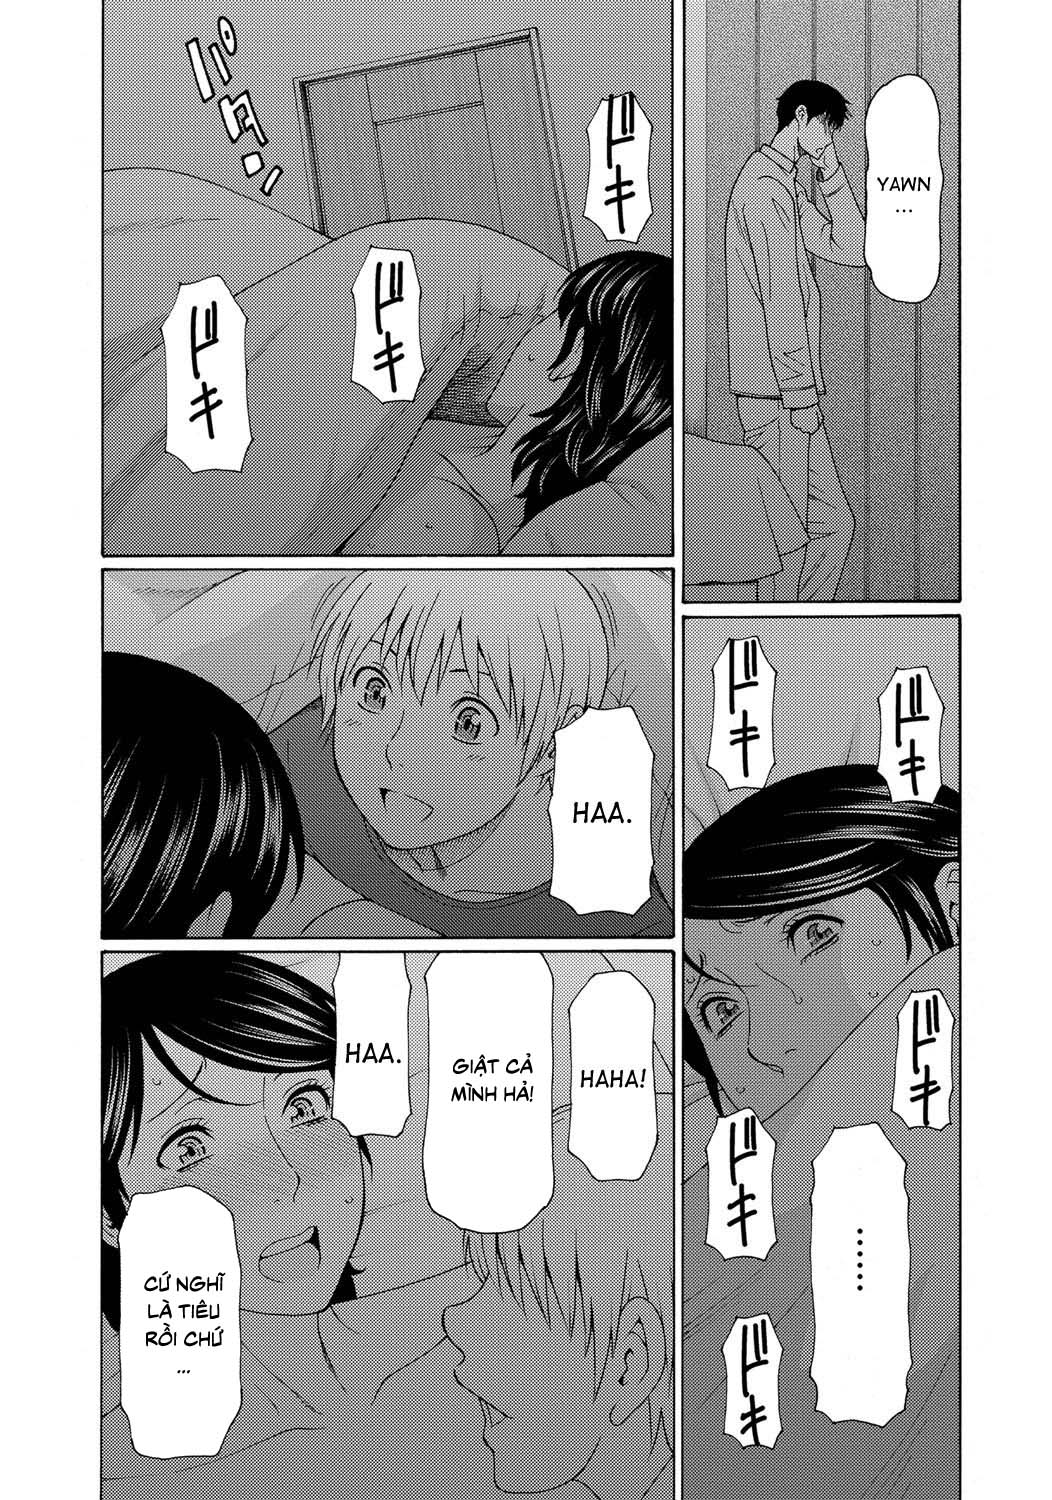 YAWN
...
パタン
ドキ
ドキ
ドキ
ドキ
ドキ
ドキ
ドキ
ドキ
......
HAA.
HAHA!
GIẬT CẢ
MÌNH HẢ!
HAA.
CỨ NGHĨ
LÀ TIÊU
RỒI CHỨ
...